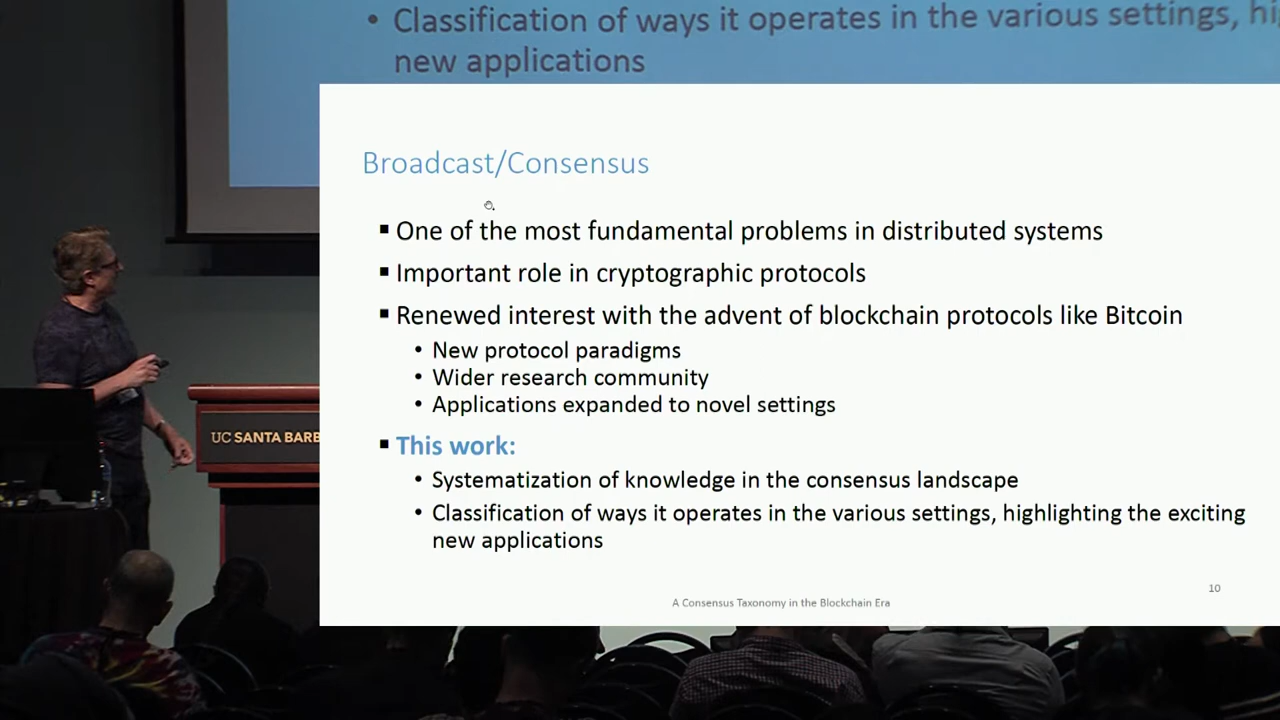 • Classification of ways it operates in the various settings,
new applications
Broadcast/Consensus
▪ One of the most fundamental problems in distributed systems
▪ Important role in cryptographic protocols
▪ Renewed interest with the advent of blockchain protocols like Bitcoin
• New protocol paradigms
• Wider research community
• Applications expanded to novel settings
▪ This work:
• Systematization of knowledge in the consensus landscape
• Classification of ways it operates in the various settings, highlighting the exciting
new applications
10
A Consensus Taxonomy in the Blockchain Era
UC SANTA BARB